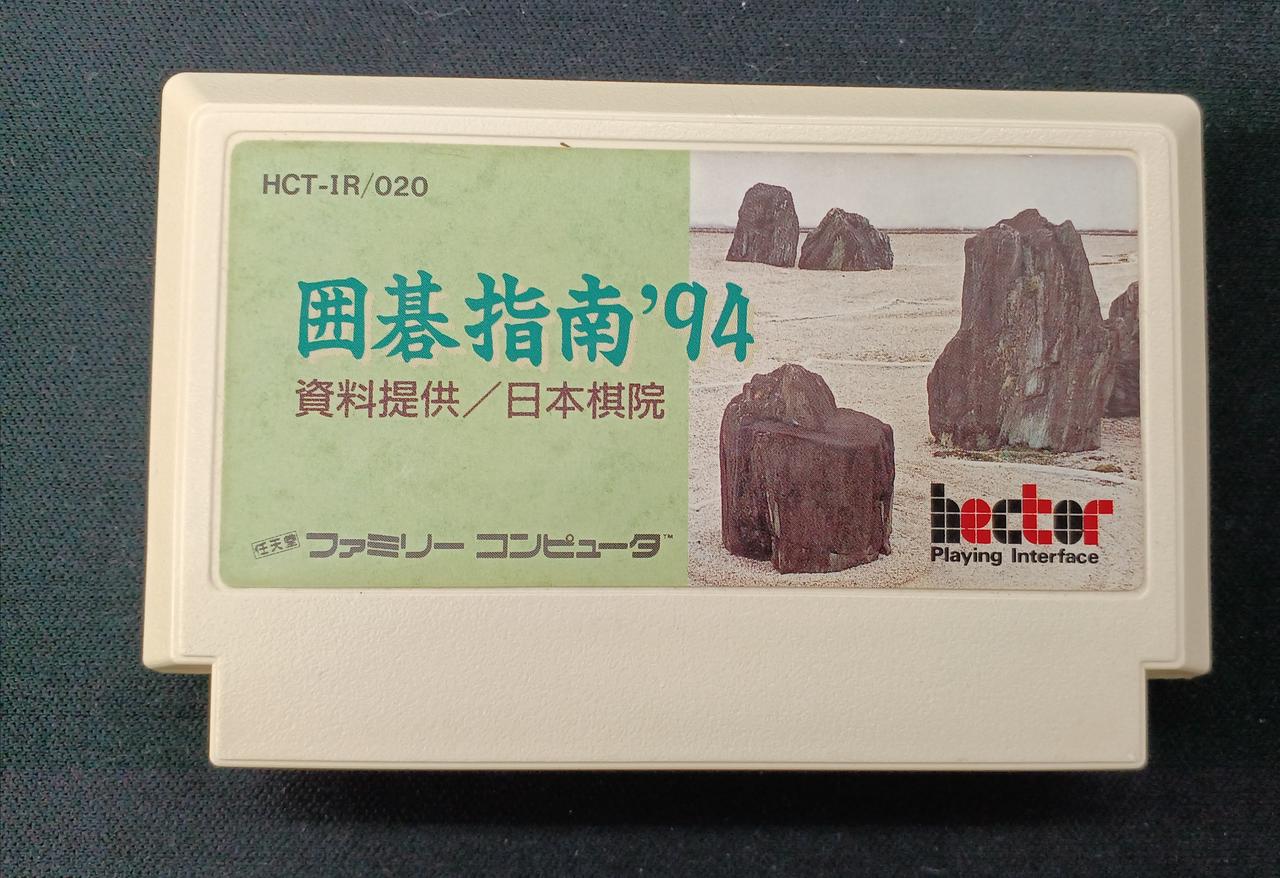 HCT-IR/020
囲碁指南'94
資料提供／日本棋院
任天堂 ファミリー コンピュータ™
hector
Playing Interface